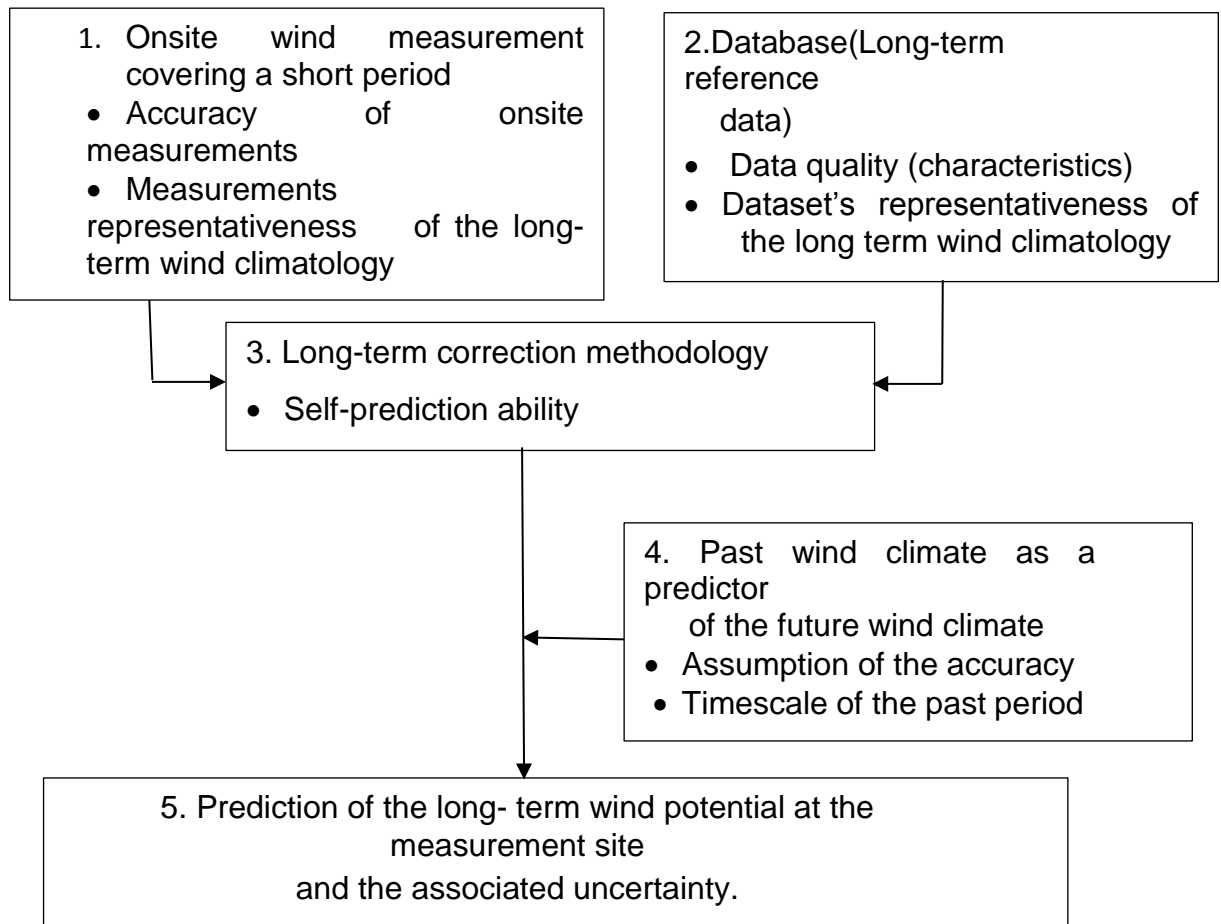 1. Onsite wind measurement
covering a short period
• Accuracy of onsite
measurements
• Measurements
representativeness of the long-
term wind climatology
2.Database(Long-term
reference
data)
• Data quality (characteristics)
• Dataset's representativeness of
the long term wind climatology
3. Long-term correction methodology
• Self-prediction ability
4. Past wind climate as a
predictor
of the future wind climate
• Assumption of the accuracy
• Timescale of the past period
5. Prediction of the long- term wind potential at the
measurement site
and the associated uncertainty.